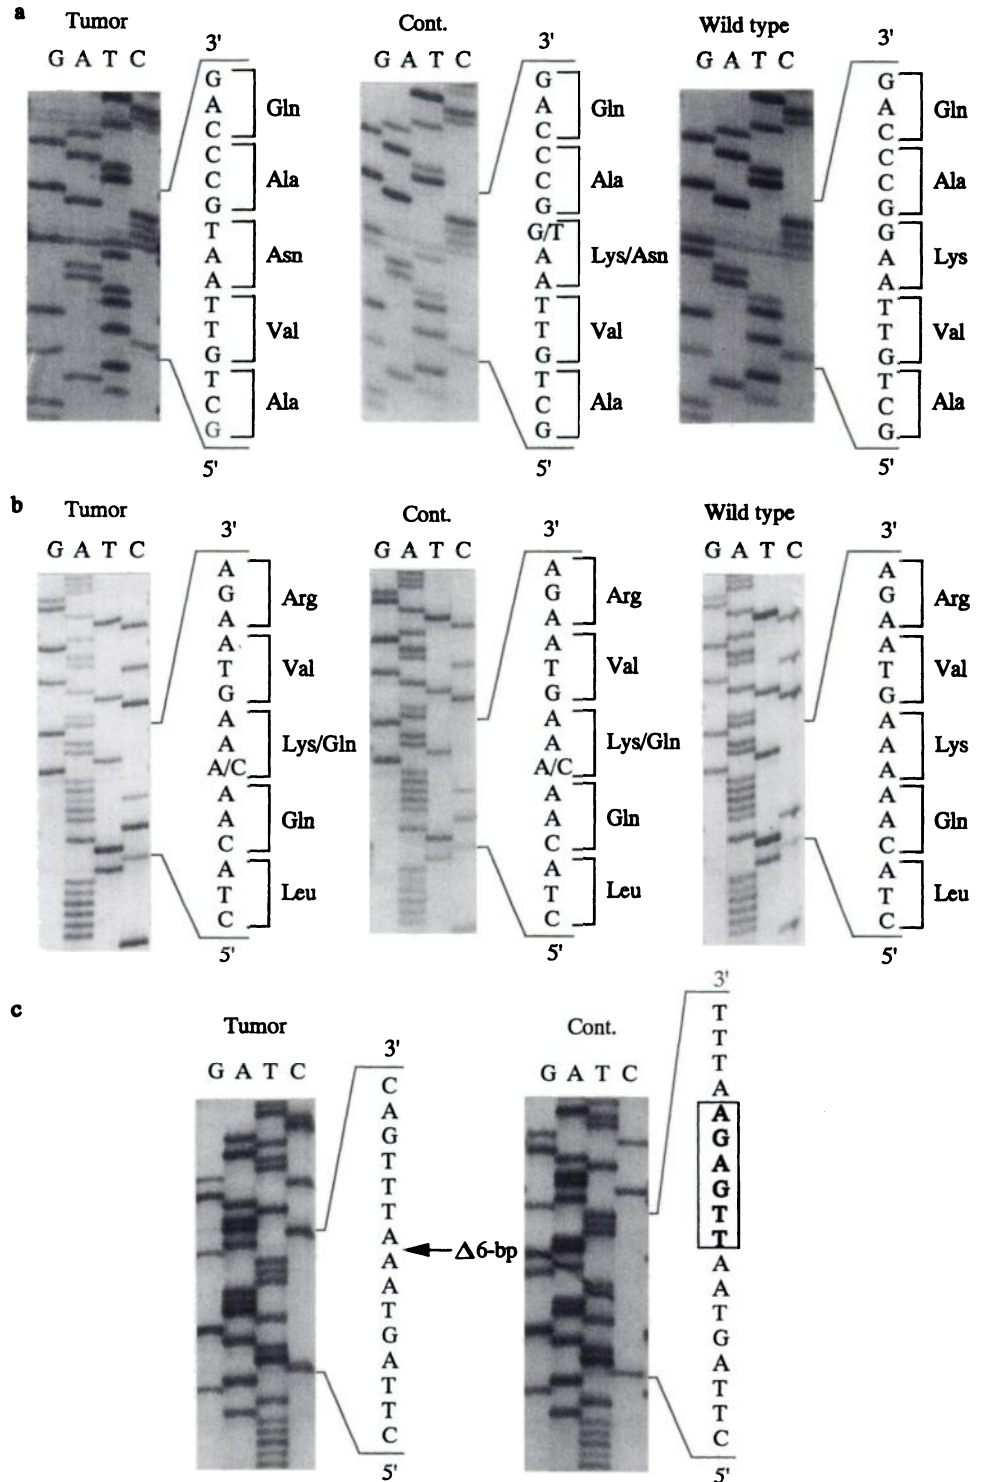 a
Tumor
G A T C
3'
G
A
C
Gln
C
C
G
Ala
T
A
A
Asn
T
T
G
Val
T
C
G
Ala
5'
Cont.
G A T C
3'
G
A
C
Gln
C
C
G
Ala
G/T
A
A
Lys/Asn
T
T
G
Val
T
C
G
Ala
5'
Wild type
G A T C
3'
G
A
C
Gln
C
C
G
Ala
G
A
A
Lys
T
T
G
Val
T
C
G
Ala
5'
b
Tumor
G A T C
3'
A
G
A
Arg
A
T
G
Val
A
A
A/C
Lys/Gln
A
A
C
Gln
A
T
C
Leu
5'
Cont.
G A T C
3'
A
G
A
Arg
A
T
G
Val
A
A
A/C
Lys/Gln
A
A
C
Gln
A
T
C
Leu
5'
Wild type
G A T C
3'
A
G
A
Arg
A
T
G
Val
A
A
A
Lys
A
A
C
Gln
A
T
C
Leu
5'
c
Tumor
G A T C
3'
C
A
G
T
T
T
A
A
A
T
G
A
T
T
C
5'
Δ6-bp
Cont.
G A T C
3'
T
T
T
A
A
G
A
G
T
T
A
A
T
G
A
T
T
C
5'